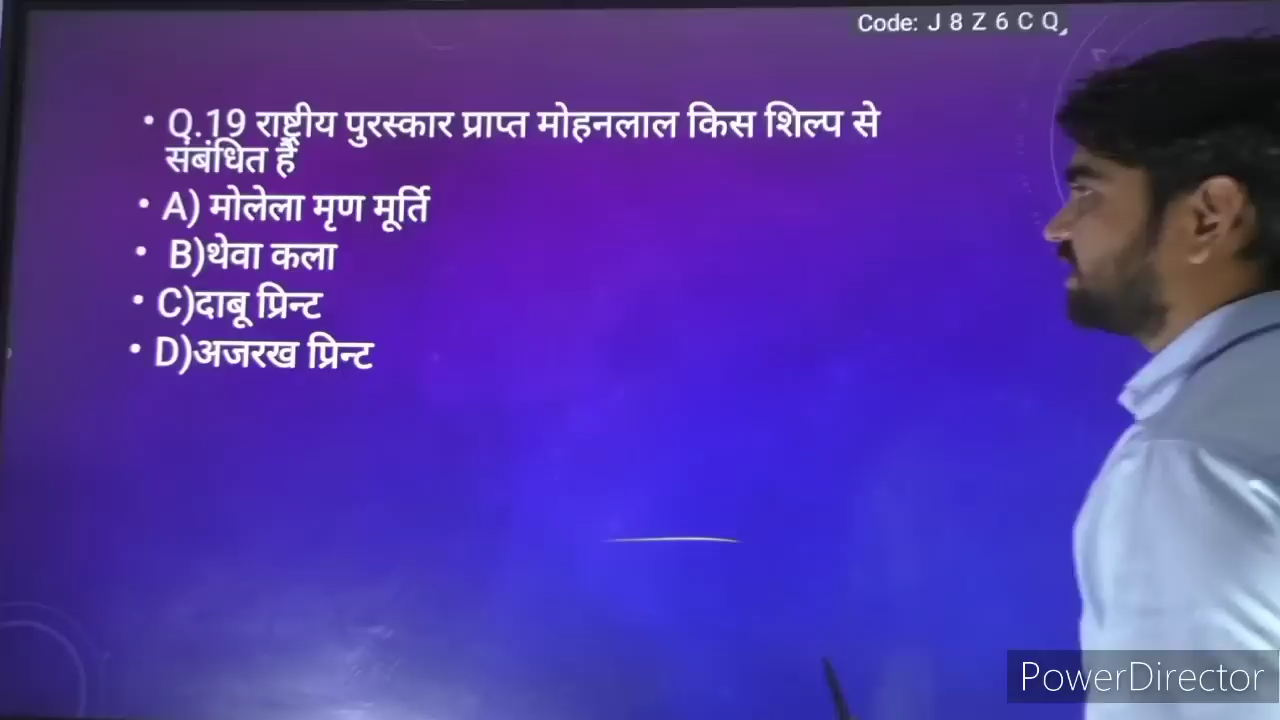 Code: J 8 Z 6 C Q
• Q.19 राष्ट्रीय पुरस्कार प्राप्त मोहनलाल किस शिल्प से
संबंधित हैं
• A) मोलेला मृण मूर्ति
• B)थेवा कला
• C)दाबू प्रिन्ट
• D)अजरख प्रिन्ट
PowerDirector